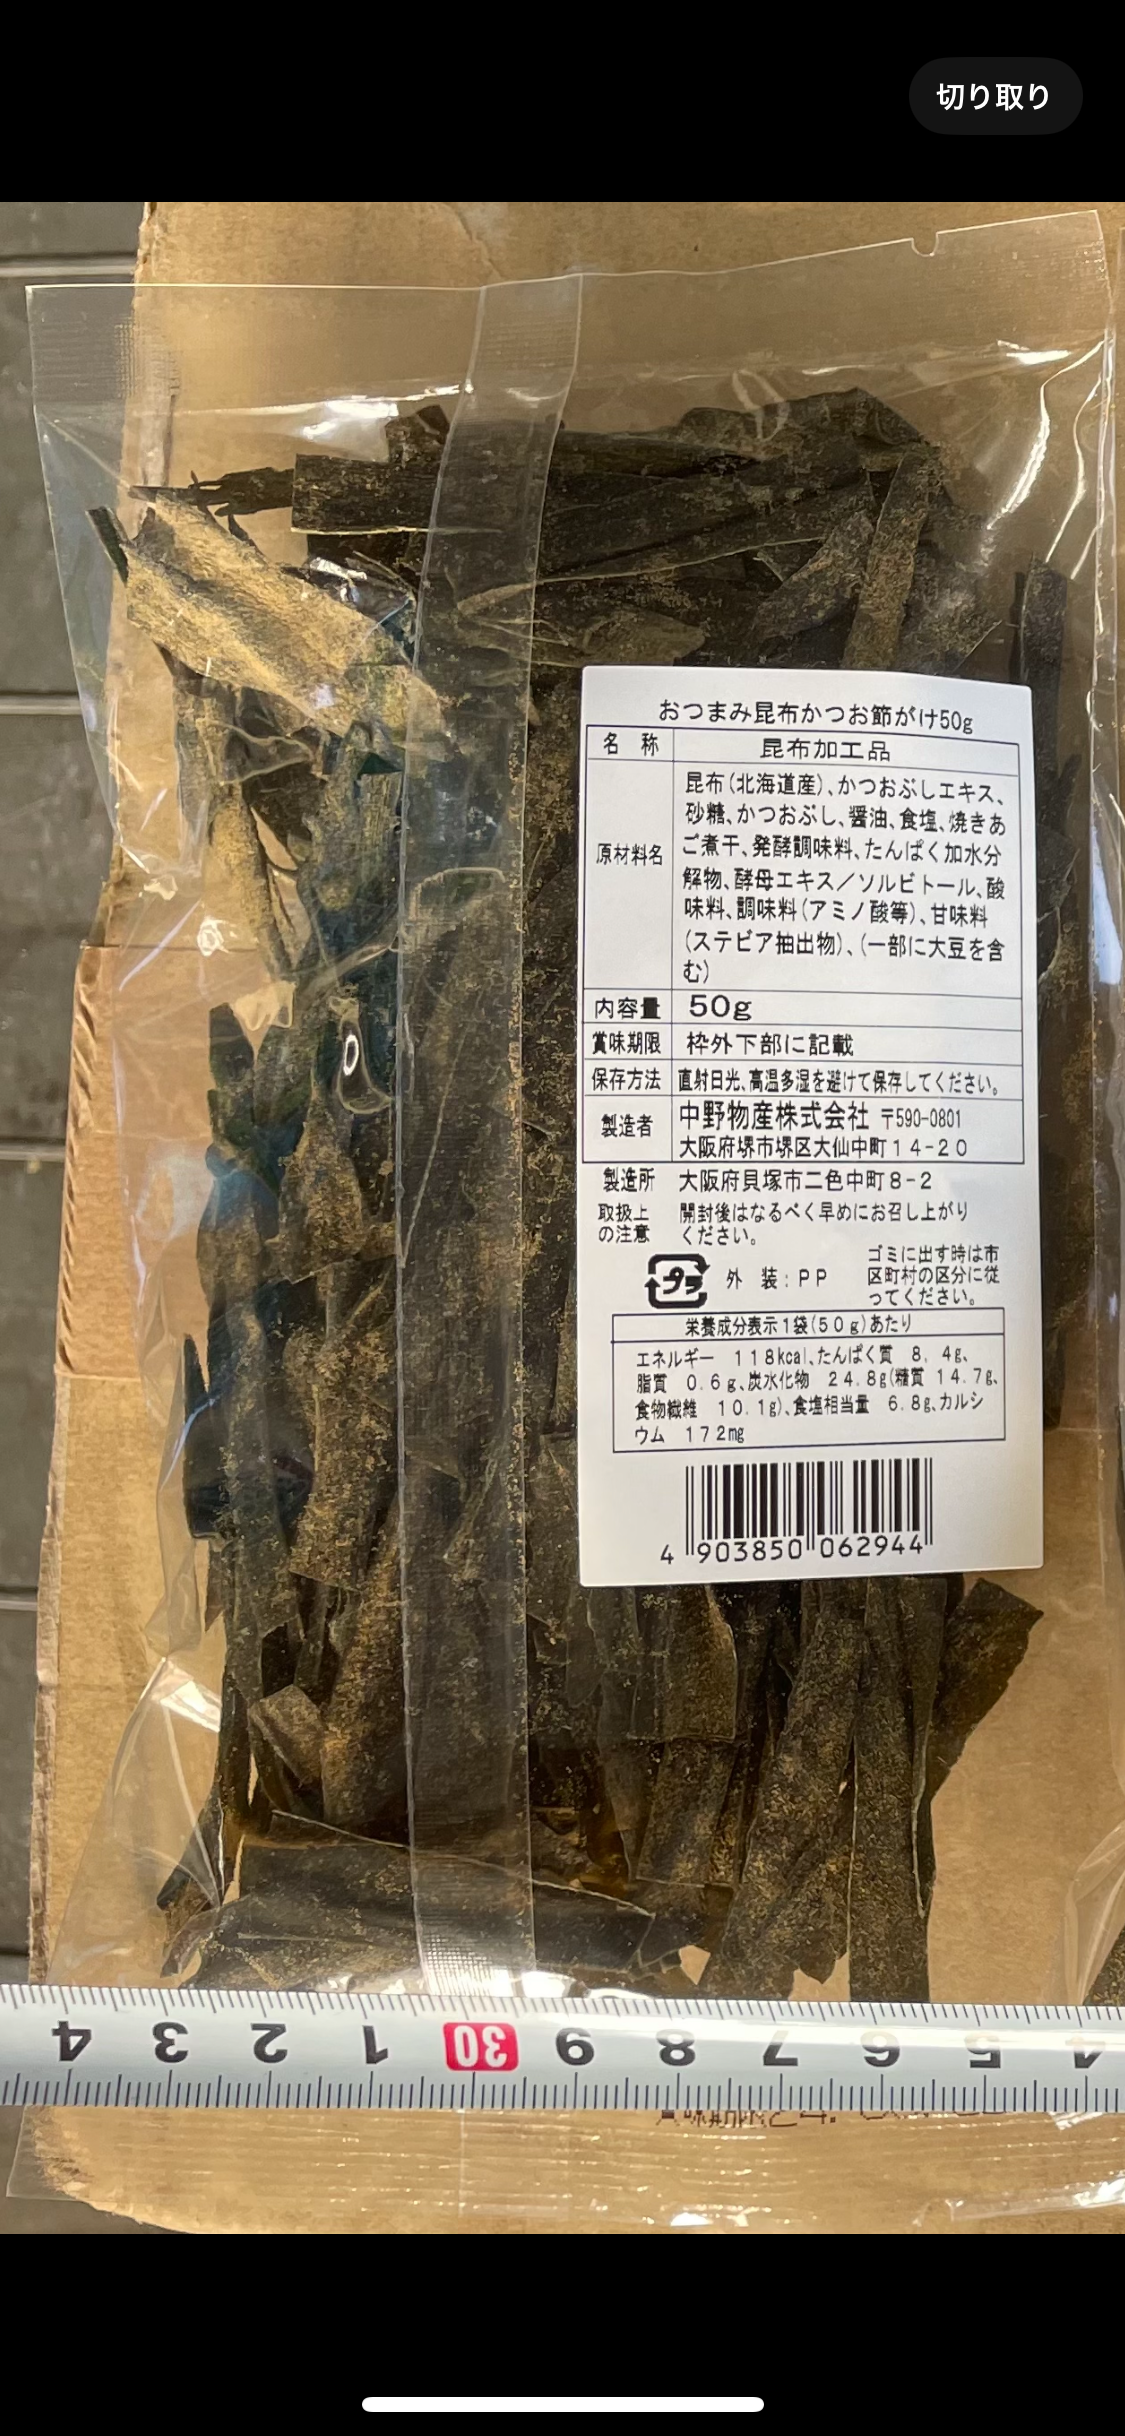 切り取り
おつまみ昆布かつお節がけ50g
名 称 昆布加工品
原材料名 昆布(北海道産)、かつおぶしエキス、
砂糖、かつおぶし、醤油、食塩、焼きあ
ご煮干、発酵調味料、たんぱく加水分
解物、酵母エキス/ソルビトール、酸
味料、調味料(アミノ酸等)、甘味料
(ステビア抽出物)、(一部に大豆を含
む)
内容量 50g
賞味期限 枠外下部に記載
保存方法 直射日光、高温多湿を避けて保存してください。
製造者 中野物産株式会社 〒590-0801
大阪府堺市堺区大仙中町14-20
製造所 大阪府貝塚市二色中町8-2
取扱上 開封後はなるべく早めにお召し上がり
の注意 ください。
プラ 外 装:PP
ゴミに出す時は市
区町村の区分に従
ってください。
栄養成分表示1袋(50g)あたり
エネルギー 118kcal、たんぱく質 8.4g、
脂質 0.6g、炭水化物 24.8g(糖質14.7g、
食物繊維 10.1g)、食塩相当量 6.8g、カルシ
ウム 172mg
4 903850 062944
4 3 2 1 30 9 8 7 6 5 4